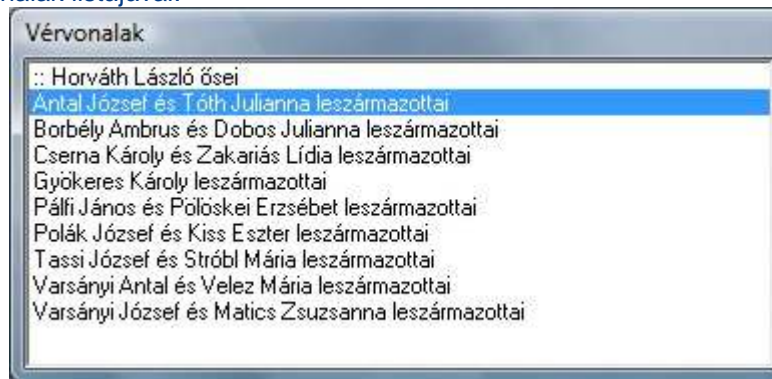 Vérvonalak
:: Horváth László ősei
Antal József és Tóth Julianna leszármazottai
Borbély Ambrus és Dobos Julianna leszármazottai
Cserna Károly és Zakariás Lídia leszármazottai
Gyökeres Károly leszármazottai
Pálfi János és Pölöskei Erzsébet leszármazottai
Polák József és Kiss Eszter leszármazottai
Tassi József és Stróbl Mária leszármazottai
Varsányi Antal és Velez Mária leszármazottai
Varsányi József és Matics Zsuzsanna leszármazottai